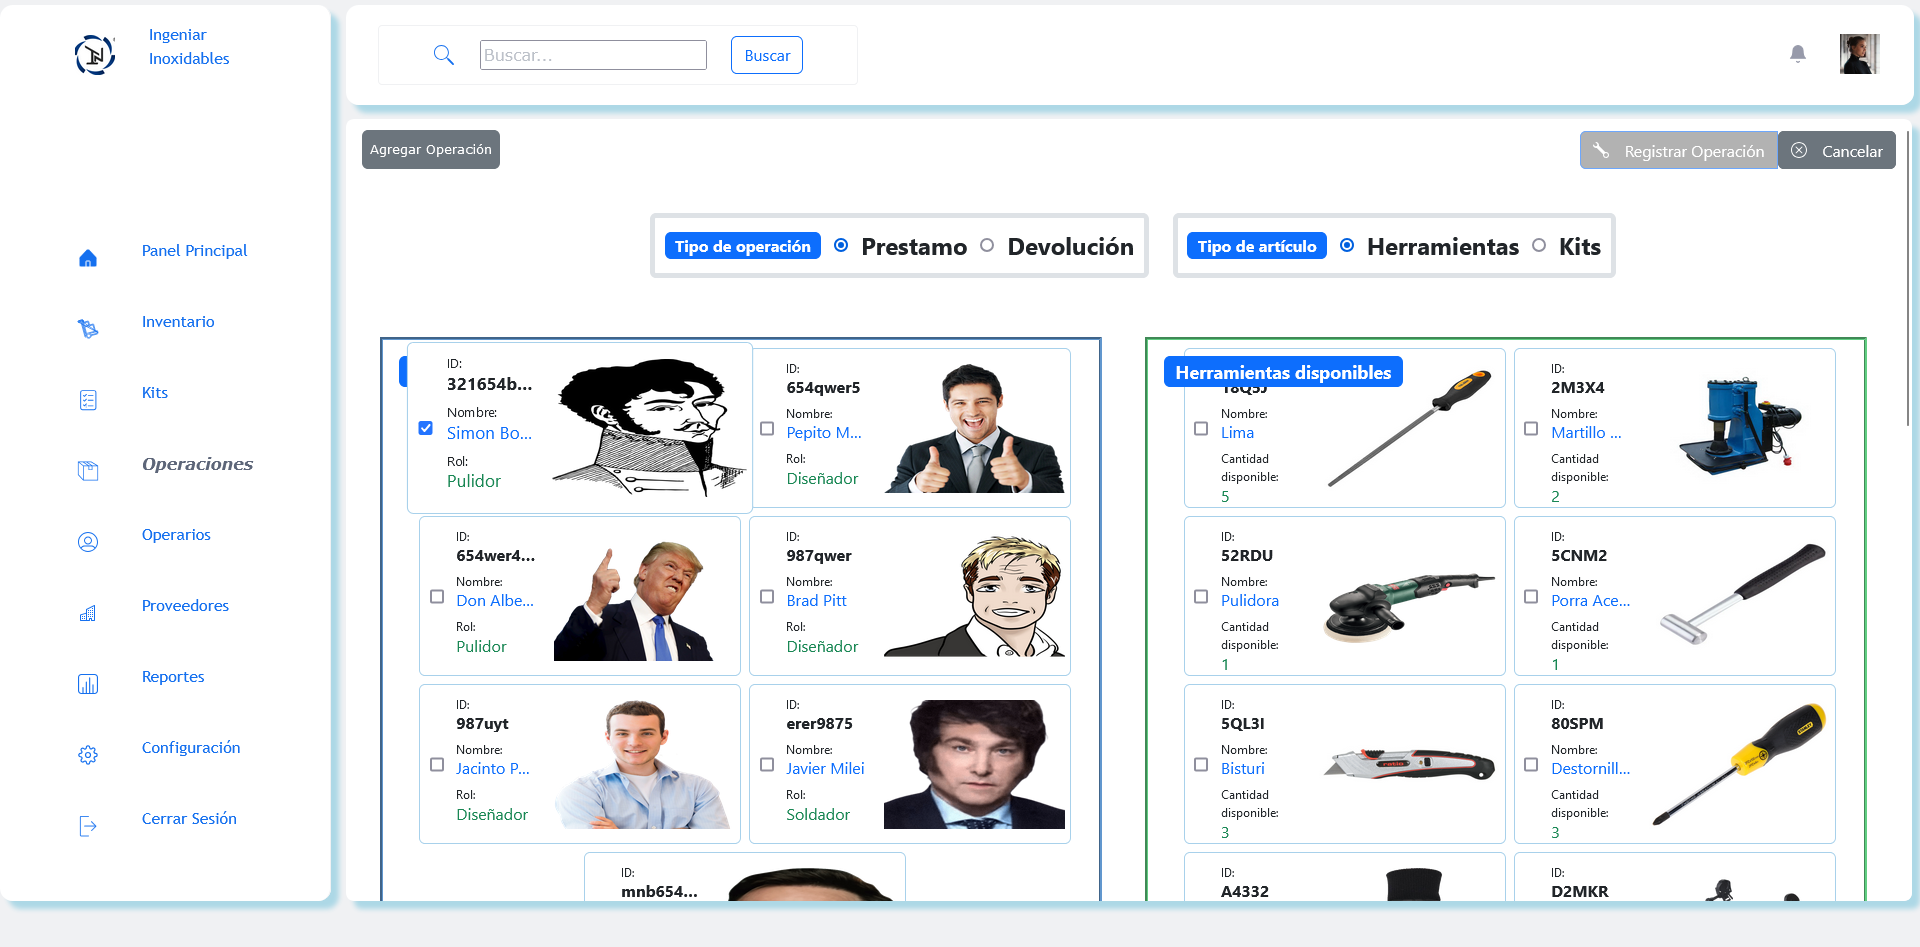 Ingeniar
Inoxidables
Panel Principal
Inventario
Kits
Operaciones
Operarios
Proveedores
Reportes
Configuración
Cerrar Sesión
Buscar...
Buscar
Agregar Operación
Registrar Operación
Cancelar
Tipo de operación
Prestamo
Devolución
Tipo de artículo
Herramientas
Kits
ID:
321654b...
Nombre:
Simon Bo...
Rol:
Pulidor
ID:
654qwer5
Nombre:
Pepito M...
Rol:
Diseñador
ID:
654wer4...
Nombre:
Don Albe...
Rol:
Pulidor
ID:
987qwer
Nombre:
Brad Pitt
Rol:
Diseñador
ID:
987uyt
Nombre:
Jacinto P...
Rol:
Diseñador
ID:
erer9875
Nombre:
Javier Milei
Rol:
Soldador
ID:
mnb654...
Herramientas disponibles
Nombre:
Lima
Cantidad
disponible:
5
ID:
2M3X4
Nombre:
Martillo ...
Cantidad
disponible:
2
ID:
52RDU
Nombre:
Pulidora
Cantidad
disponible:
1
ID:
5CNM2
Nombre:
Porra Ace...
Cantidad
disponible:
1
ID:
5QL3I
Nombre:
Bisturi
Cantidad
disponible:
3
ID:
80SPM
Nombre:
Destornill...
Cantidad
disponible:
3
ID:
A4332
ID:
D2MKR